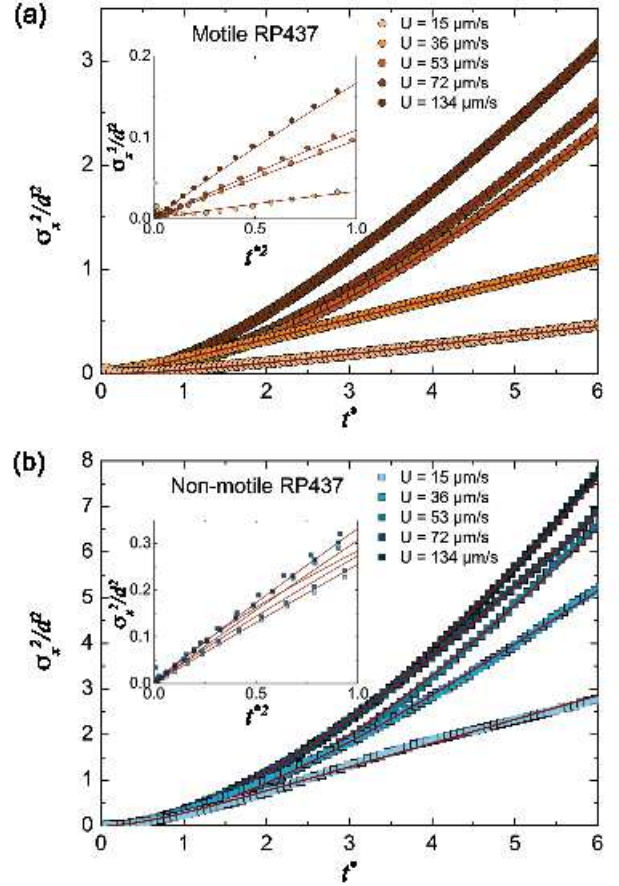 (a)
Motile RP437
U = 15 μm/s
U = 36 μm/s
U = 53 μm/s
U = 72 μm/s
U = 134 μm/s
σx²/d²
3
2
1
0
0.2
0.1
0.0
σx²/d²
0.0 0.5 1.0
t*2
0 1 2 3 4 5 6
t*
(b)
Non-motile RP437
U = 15 μm/s
U = 36 μm/s
U = 53 μm/s
U = 72 μm/s
U = 134 μm/s
σx²/d²
8
7
6
5
4
3
2
1
0
0.3
0.2
0.1
0.0
σx²/d²
0.0 0.5 1.0
t*2
0 1 2 3 4 5 6
t*